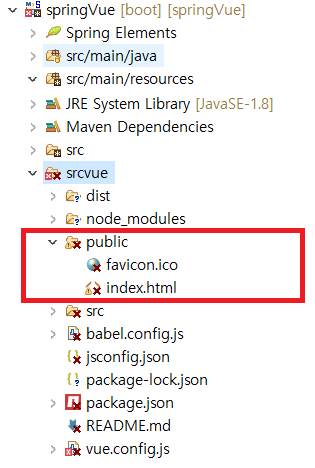 springVue [boot] [springVue]
Spring Elements
src/main/java
src/main/resources
JRE System Library [JavaSE-1.8]
Maven Dependencies
src
srcvue
dist
node_modules
public
favicon.ico
index.html
src
babel.config.js
jsconfig.json
package-lock.json
package.json
README.md
vue.config.js